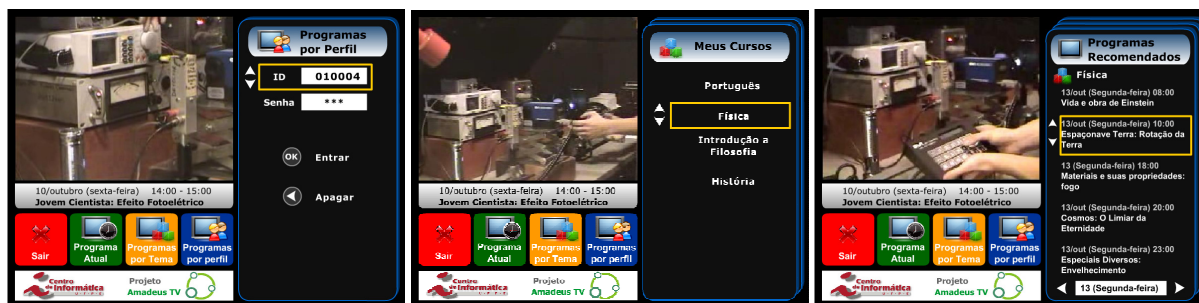 Programas
por Perfil
ID 010004
Senha ***
OK Entrar
Apagar
10/outubro (sexta-feira) 14:00 - 15:00
Jovem Cientista: Efeito Fotoelétrico
Sair
Programa
Atual
Programas
por Tema
Programas
por perfil
Centro
de Informática
U F P E
Projeto
Amadeus TV
Meus Cursos
Português
Física
Introdução a
Filosofia
História
10/outubro (sexta-feira) 14:00 - 15:00
Jovem Cientista: Efeito Fotoelétrico
Sair
Programa
Atual
Programas
por Tema
Programas
por perfil
Centro
de Informática
U F P E
Projeto
Amadeus TV
Programas
Recomendados
Física
13/out (Segunda-feira) 08:00
Vida e obra de Einstein
13/out (Segunda-feira) 10:00
Espaçonave Terra: Rotação da
Terra
13 (Segunda-feira) 18:00
Materiais e suas propriedades:
fogo
13/out (Segunda-feira) 20:00
Cosmos: O Limiar da
Eternidade
13/out (Segunda-feira) 23:00
Especiais Diversos:
Envelhecimento
13 (Segunda-feira)
10/outubro (sexta-feira) 14:00 - 15:00
Jovem Cientista: Efeito Fotoelétrico
Sair
Programa
Atual
Programas
por Tema
Programas
por perfil
Centro
de Informática
U F P E
Projeto
Amadeus TV